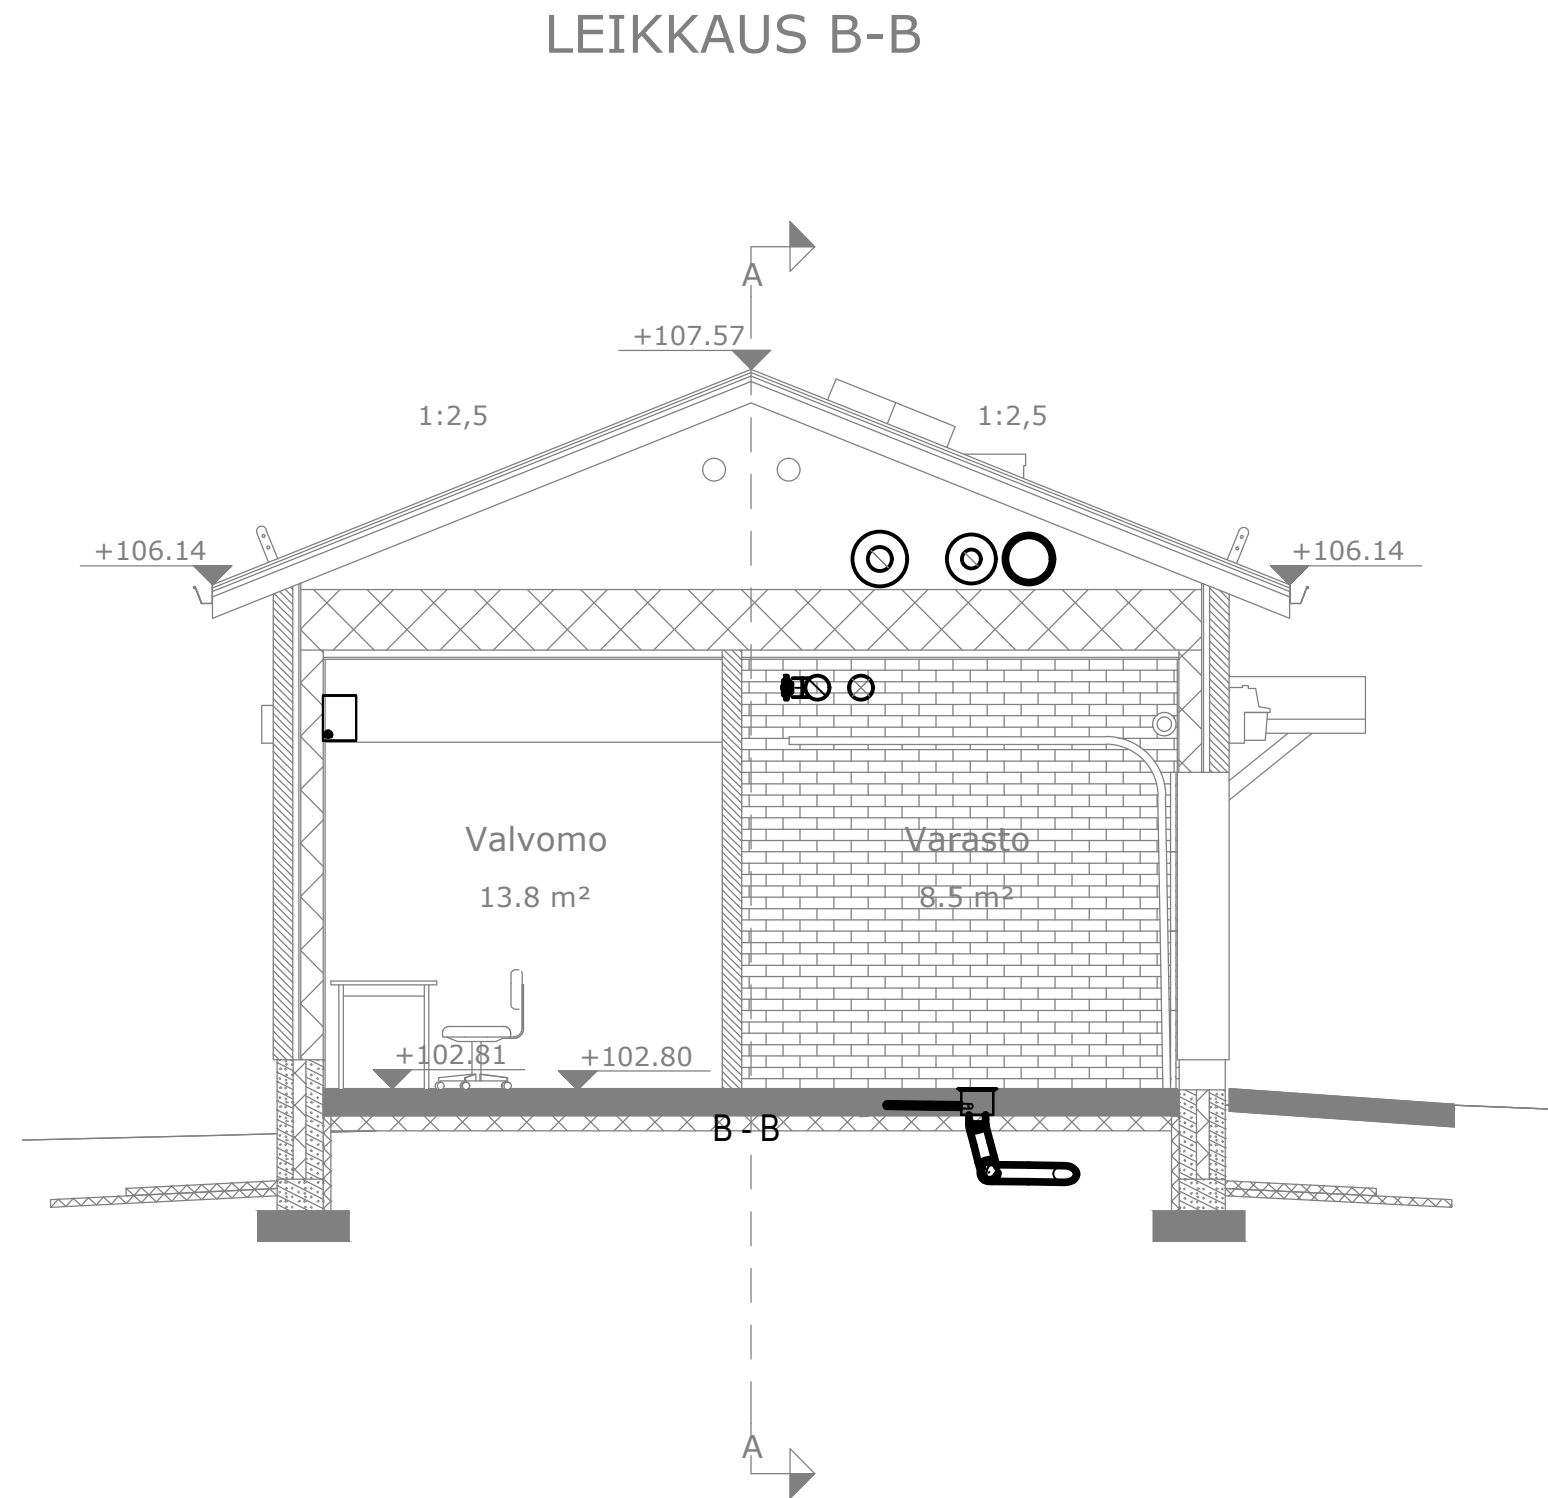 LEIKKAUS B-B
A
+107.57
1:2,5
1:2,5
+106.14
+106.14
Valvomo
Varasto
13.8 m²
8.5 m²
+102.81
+102.80
B - B
A